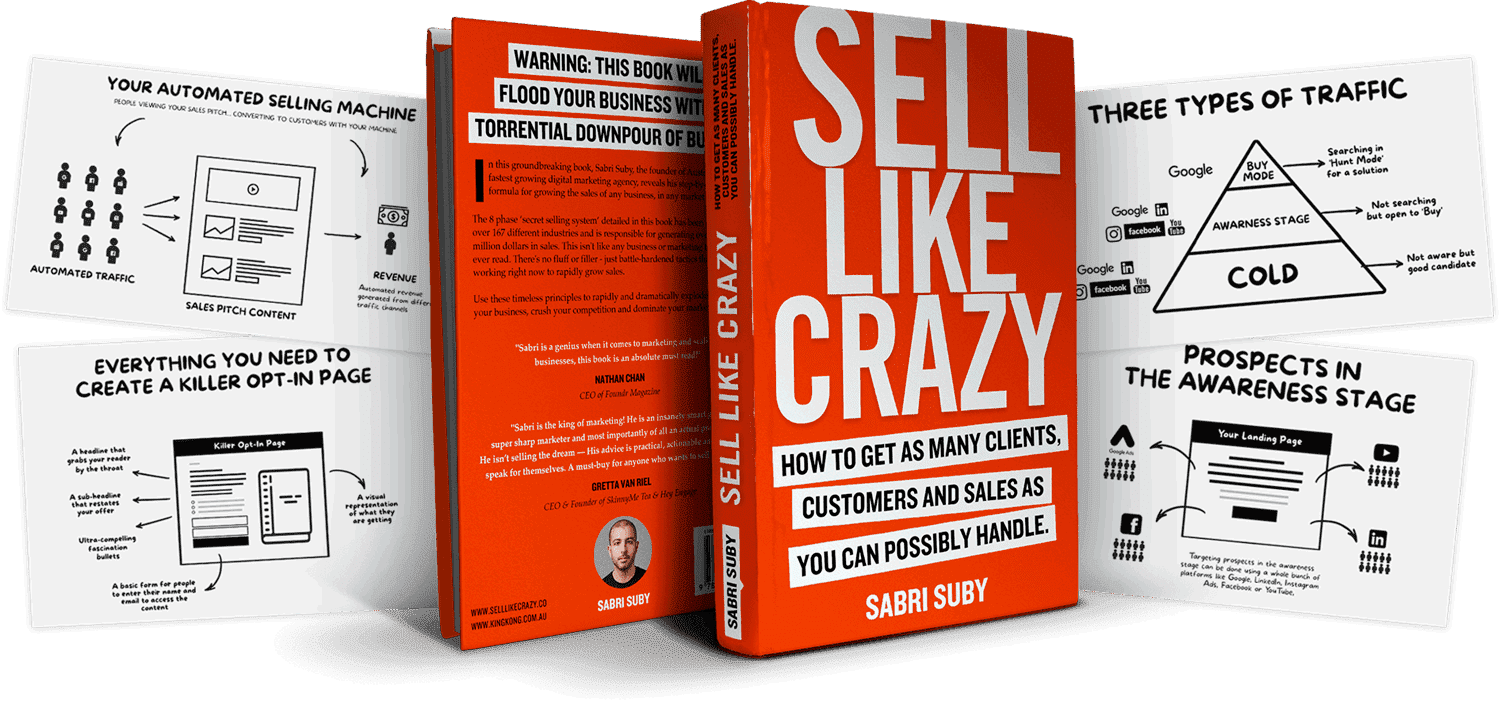 YOUR AUTOMATED SELLING MACHINE
PEOPLE VIEWING YOUR SALES PITCH... CONVERTING TO CUSTOMERS WITH YOUR MACHINE
AUTOMATED TRAFFIC
SALES PITCH CONTENT
REVENUE
Automated revenue
generated from
traffic channels
EVERYTHING YOU NEED TO
CREATE A KILLER OPT-IN PAGE
Killer Opt-In Page
A headline that
grabs your reader
by the throat
A sub-headline
that restates
your offer
Ultra-compelling
fascination
bullets
A basic form for people
to enter their name and
email to access the
content
A visual
representation
of what they
are getting
WARNING: THIS BOOK
FLOOD YOUR BUSINESS
TORRENTIAL DOWNPOUR OF
In this groundbreaking book, Sabri Suby, the founder of
fastest growing digital marketing agency, reveals his
formula for growing the sales of any business, in any
The 8 phase 'secret selling system' detailed in this book has been
over 167 different industries and is responsible for generating
million dollars in sales. This isn't like any business or marketing
ever read. There's no fluff or filler - just battle-hardened tactics
working right now to rapidly grow sales.
Use these timeless principles to rapidly and dramatically explode
your business, crush your competition and dominate your
"Sabri is a genius when it comes to marketing and
businesses, this book is an absolute must read!"
NATHAN CHAN
CEO of Foundr Magazine
"Sabri is the king of marketing! He is an insanely smart
super sharp marketer and most importantly of all an actual
He isn't selling the dream — His advice is practical, actionable
speak for themselves. A must-buy for anyone who wants to
GRETTA VAN RIEL
CEO & Founder of SkinnyMe Tea & Hey Influencers
SABRI SUBY
WWW.SELLLIKECRAZY.CO
WWW.KINGKONG.COM.AU
HOW TO GET AS MANY CLIENTS,
CUSTOMERS AND SALES AS
YOU CAN POSSIBLY HANDLE.
SELL LIKE CRAZY
SABRI SUBY
SELL
LIKE
CRAZY
HOW TO GET AS MANY CLIENTS,
CUSTOMERS AND SALES AS
YOU CAN POSSIBLY HANDLE.
SABRI SUBY
THREE TYPES OF TRAFFIC
Google
BUY
MODE
Searching in
'Hunt Mode'
for a solution
Google in
facebook You Tube
AWARNESS STAGE
Not searching
but open to 'Buy'
Google in
facebook You Tube
COLD
Not aware but
good candidate
PROSPECTS IN
THE AWARENESS STAGE
Google Ads
Your Landing Page
f
in
Targeting prospects in the awareness
stage can be done using a whole bunch of
platforms like Google, LinkedIn, Instagram
Ads, Facebook or YouTube.